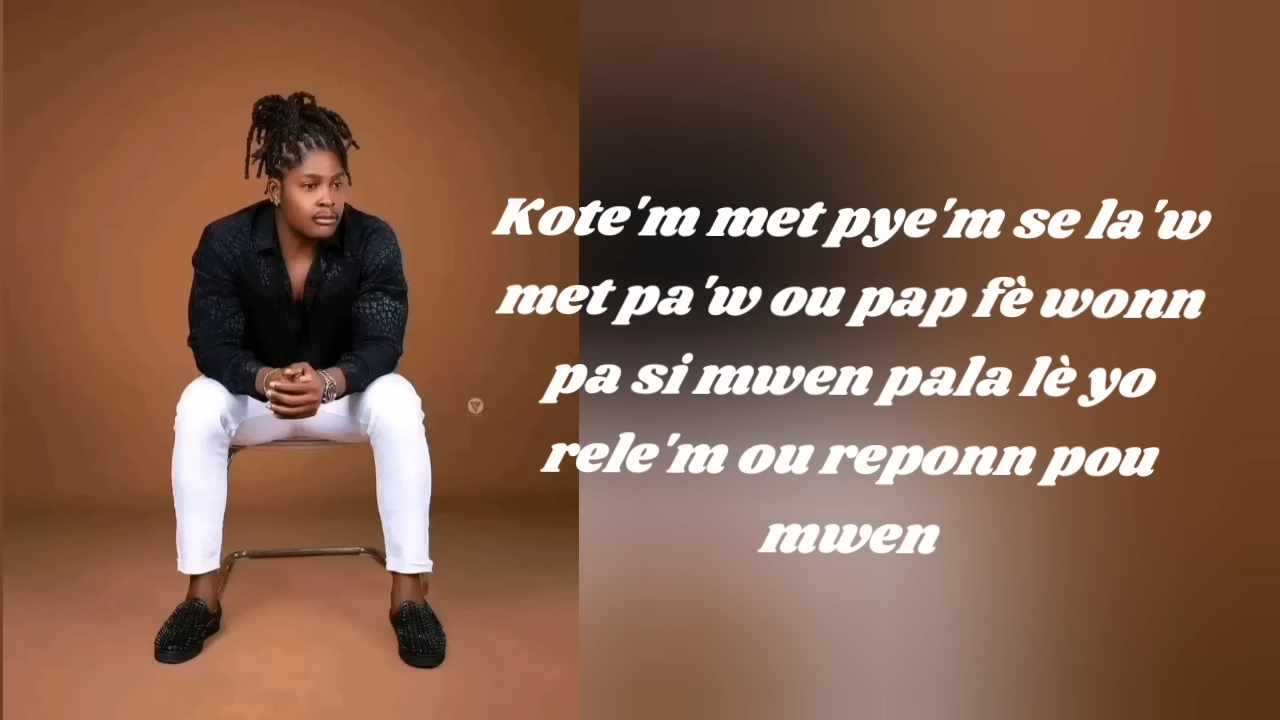 Kote'm met pye'm se la'w
met pa'w ou pap fè wonn
pa si mwen pala lè yo
rele'm ou reponn pou
mwen